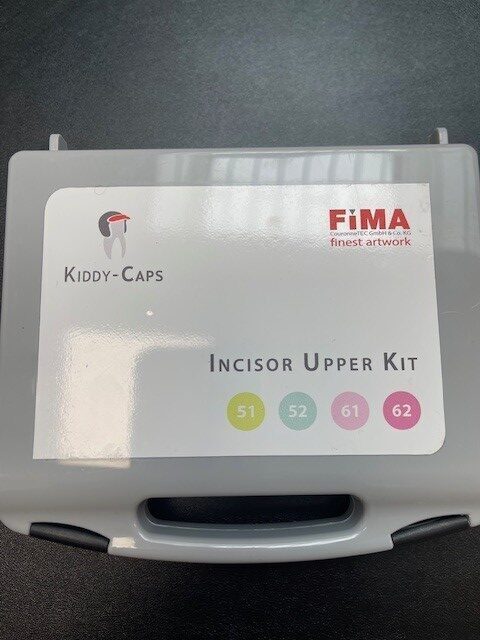 FiMA
CouronneTEC GmbH & Co. KG
finest artwork
KIDDY-CAPS
INCISOR UPPER KIT
51 52 61 62